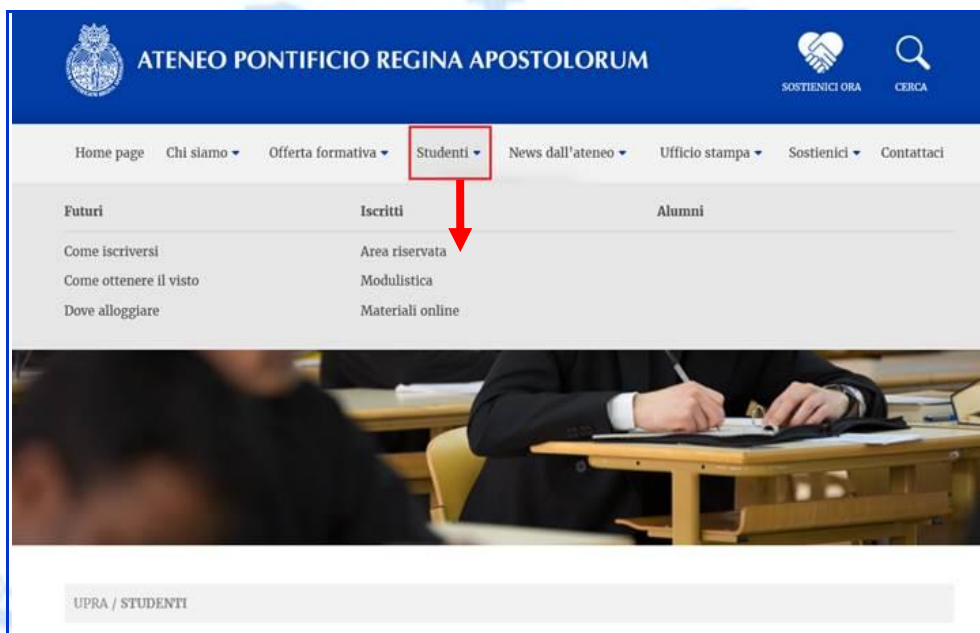 ATENEO PONTIFICIO REGINA APOSTOLORUM
SOSTIENICI ORA
CERCA
Home page Chi siamo Offerta formativa Studenti News dall'ateneo Ufficio stampa Sostienici Contattaci
Futuri Iscritti Alumni
Come iscriversi Area riservata
Come ottenere il visto Modulistica
Dove alloggiare Materiali online
UPRA / STUDENTI